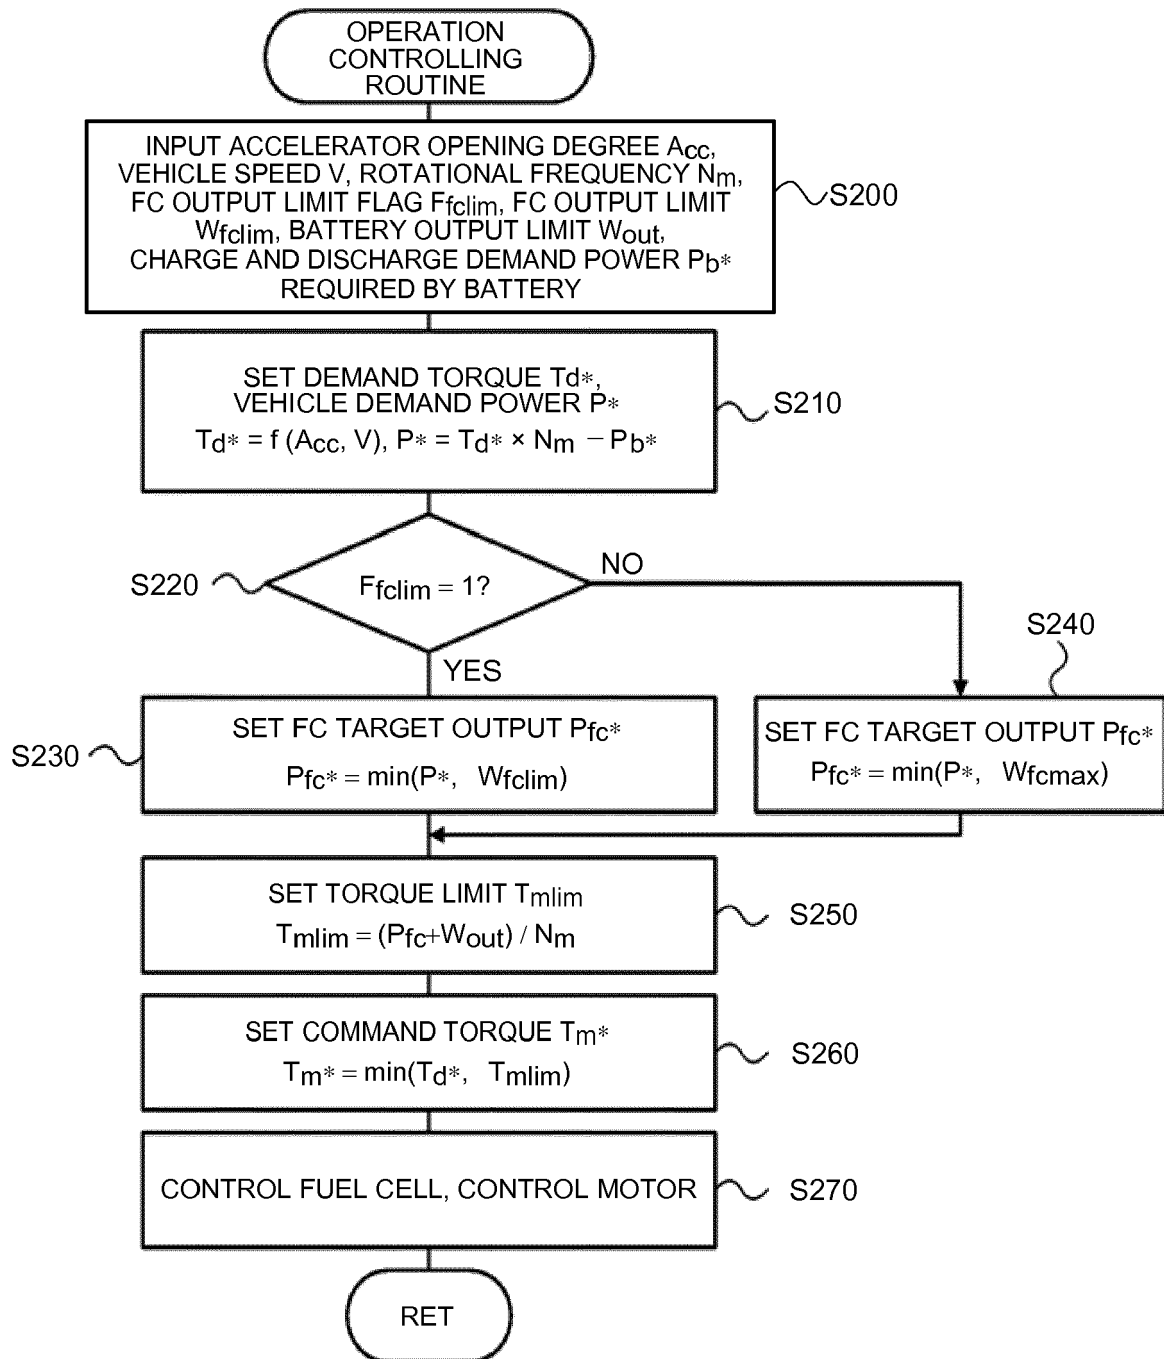 OPERATION
CONTROLLING
ROUTINE
INPUT ACCELERATOR OPENING DEGREE Acc,
VEHICLE SPEED V, ROTATIONAL FREQUENCY Nm,
FC OUTPUT LIMIT FLAG Ffclim, FC OUTPUT LIMIT
Wfclim, BATTERY OUTPUT LIMIT Wout,
CHARGE AND DISCHARGE DEMAND POWER Pb*
REQUIRED BY BATTERY
S200
SET DEMAND TORQUE Td*,
VEHICLE DEMAND POWER P*
Td* = f (Acc, V), P* = Td* × Nm − Pb*
S210
S220
Ffclim = 1?
NO
YES
S230
SET FC TARGET OUTPUT Pfc*
Pfc* = min(P*, Wfclim)
S240
SET FC TARGET OUTPUT Pfc*
Pfc* = min(P*, Wfcmax)
SET TORQUE LIMIT Tmlim
Tmlim = (Pfc+Wout) / Nm
S250
SET COMMAND TORQUE Tm*
Tm* = min(Td*, Tmlim)
S260
CONTROL FUEL CELL, CONTROL MOTOR
S270
RET